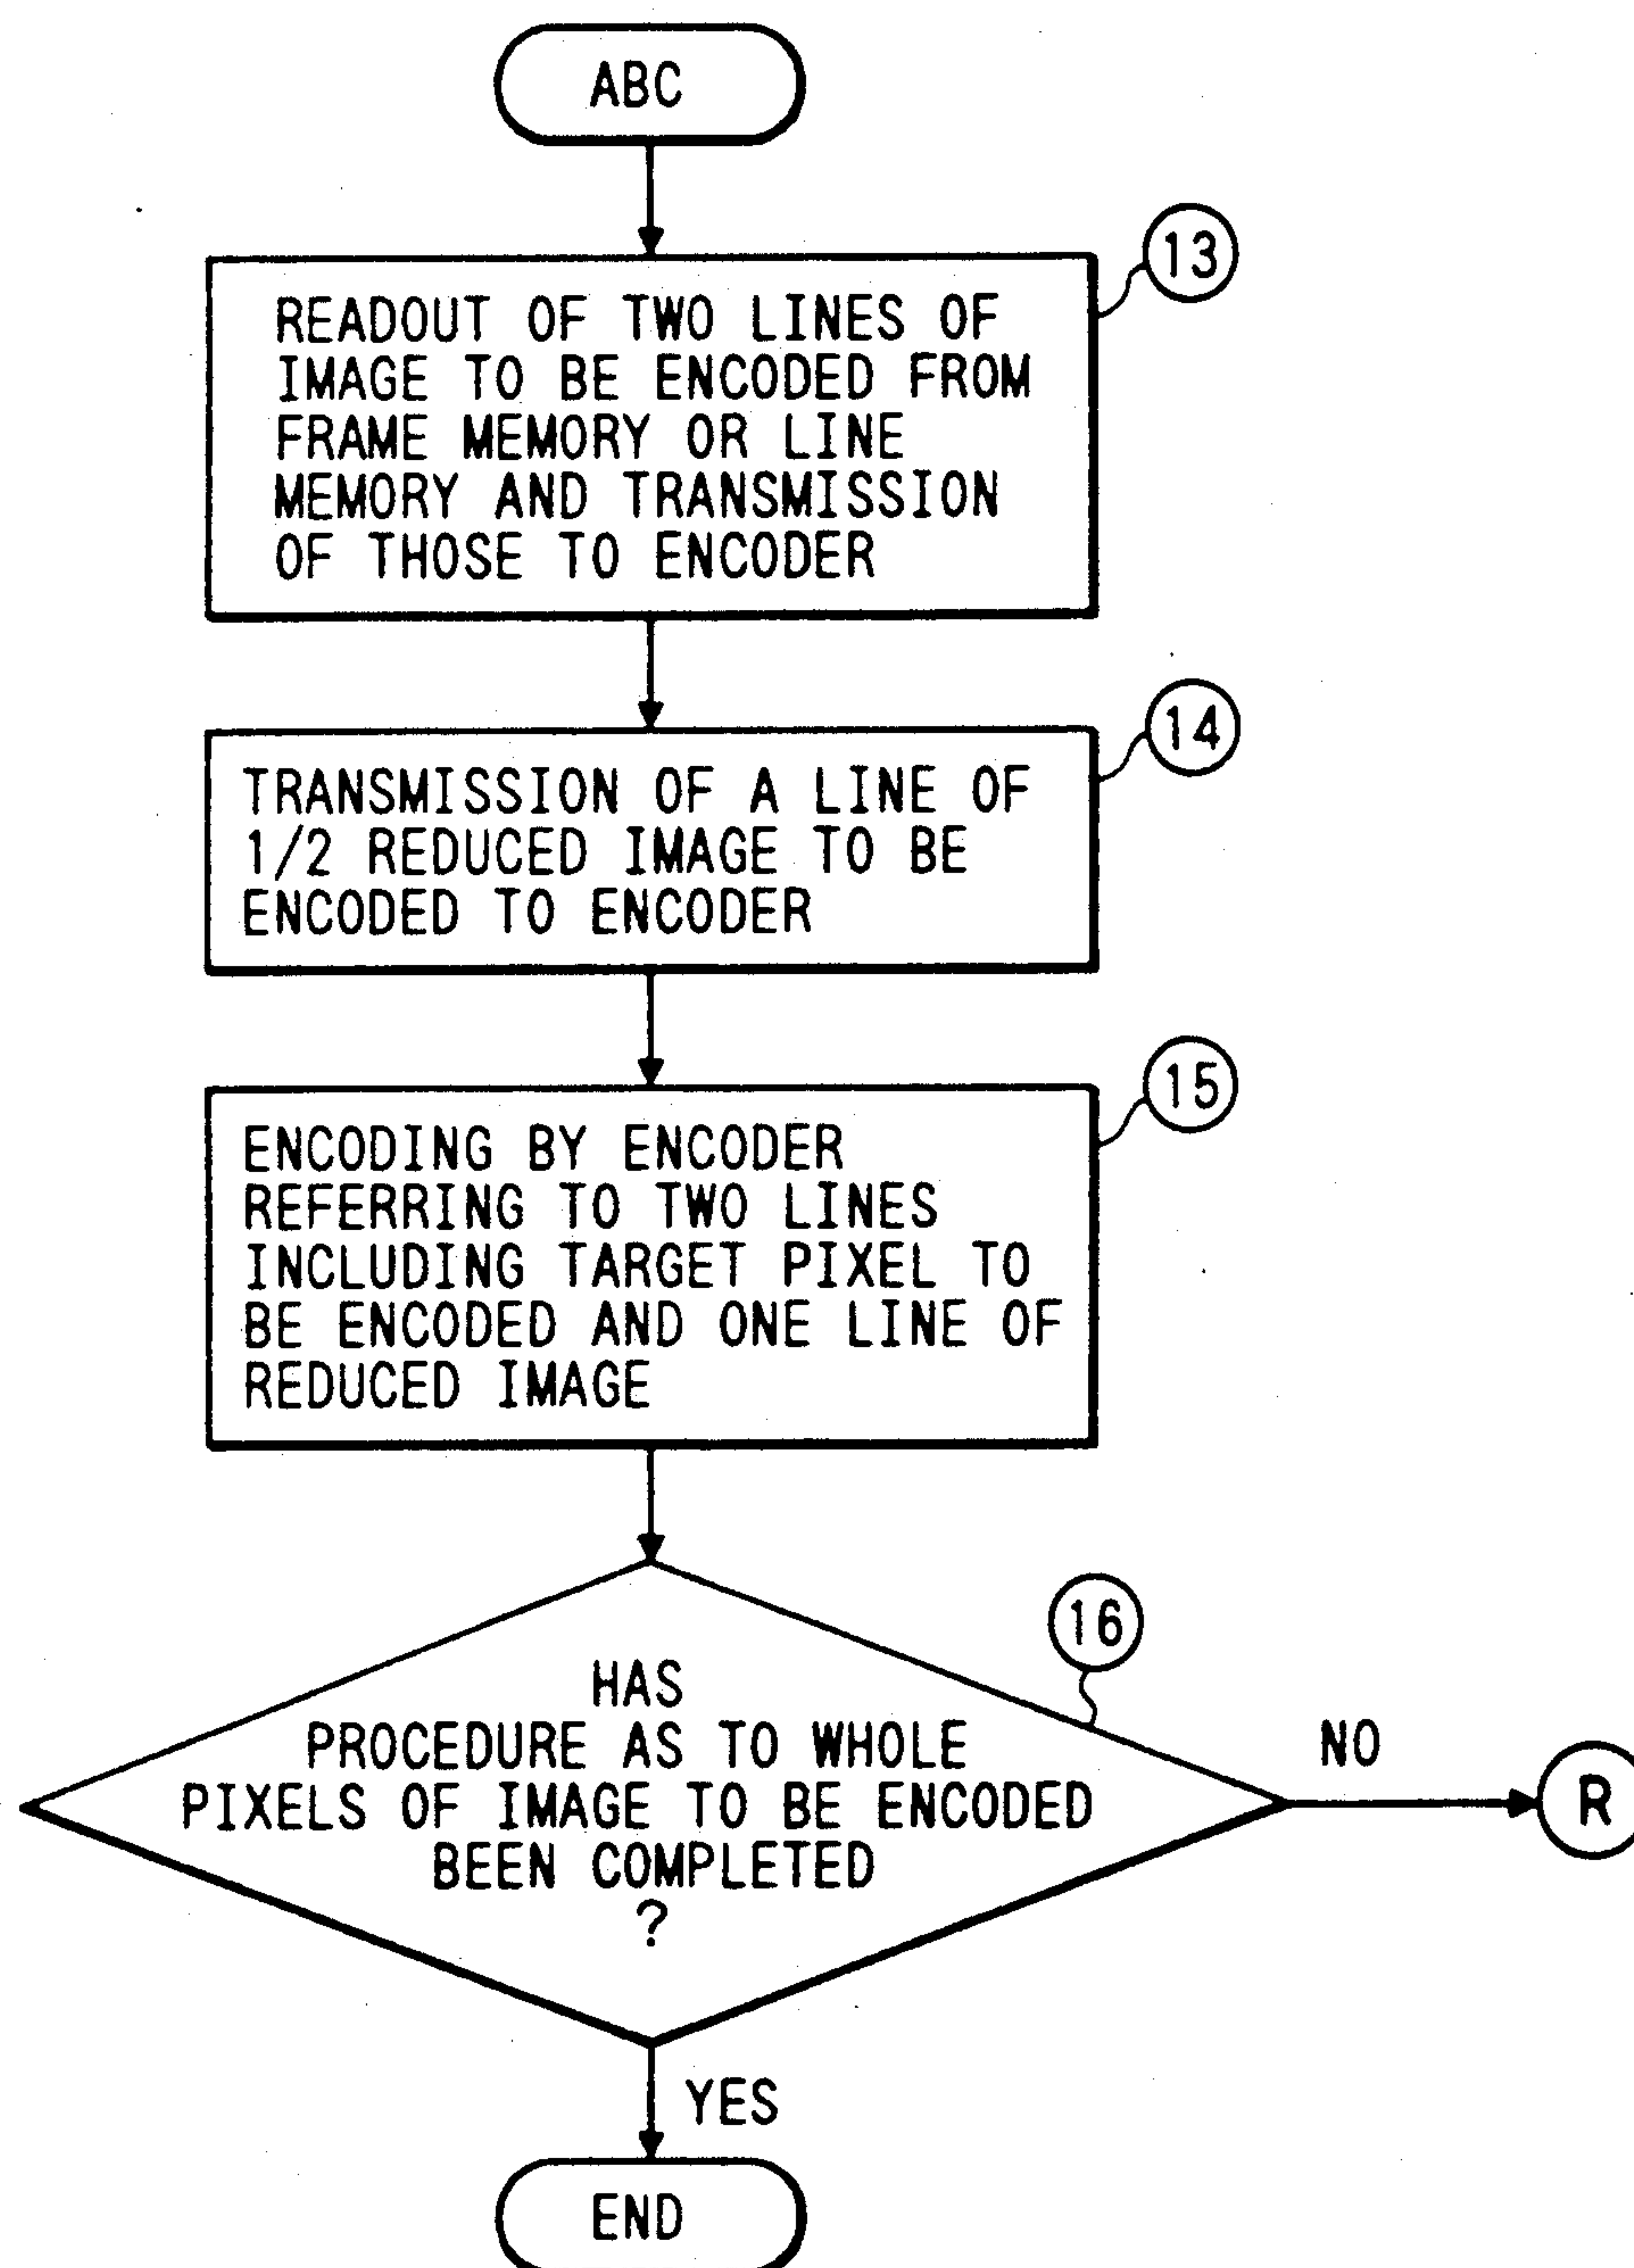 ABC
13
READOUT OF TWO LINES OF
IMAGE TO BE ENCODED FROM
FRAME MEMORY OR LINE
MEMORY AND TRANSMISSION
OF THOSE TO ENCODER
14
TRANSMISSION OF A LINE OF
1/2 REDUCED IMAGE TO BE
ENCODED TO ENCODER
15
ENCODING BY ENCODER
REFERRING TO TWO LINES
INCLUDING TARGET PIXEL TO
BE ENCODED AND ONE LINE OF
REDUCED IMAGE
16
HAS
PROCEDURE AS TO WHOLE
PIXELS OF IMAGE TO BE ENCODED
BEEN COMPLETED
?
NO
R
YES
END